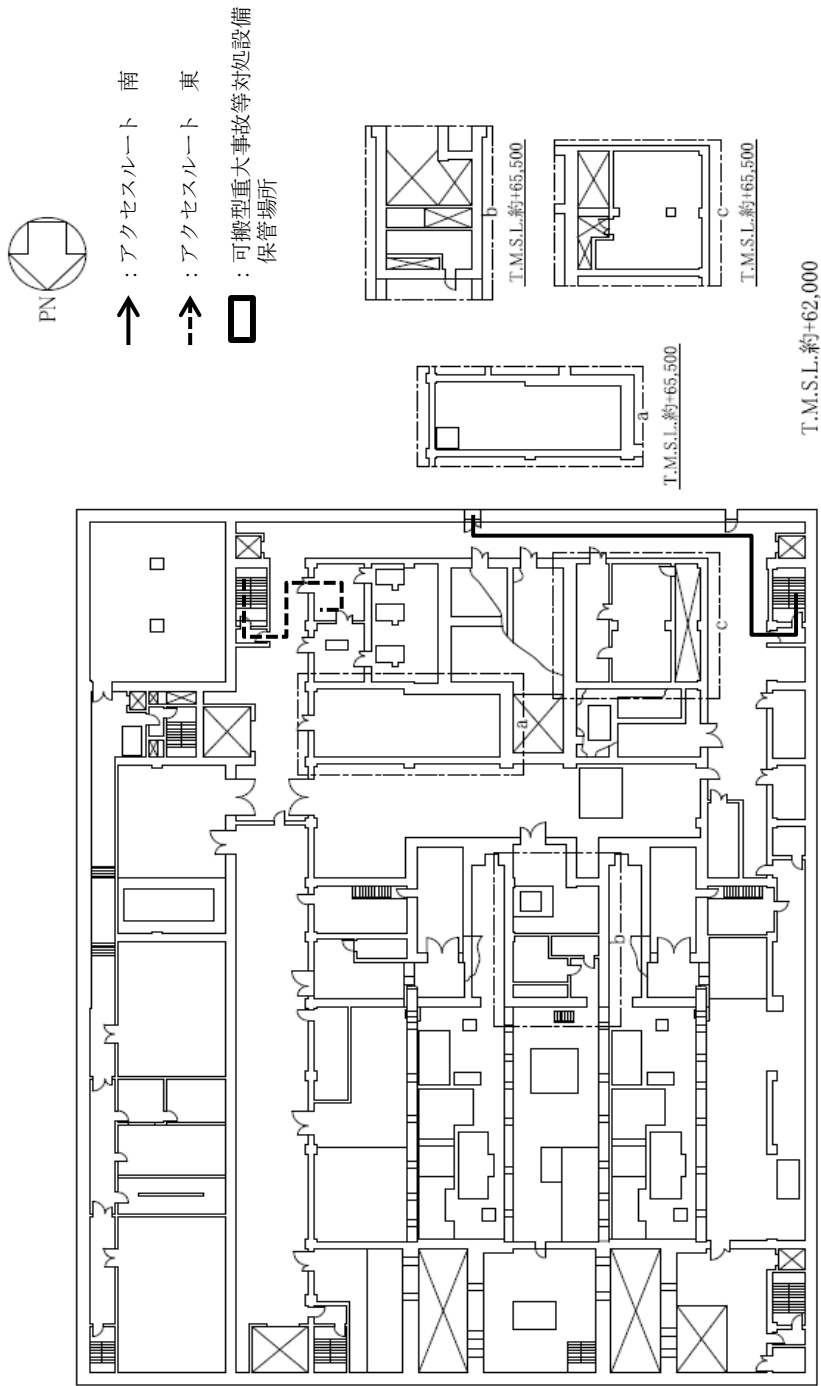 PN
：アクセスルート 南
：アクセスルート 東
：可搬型重大事故等対処設備
保管場所
b
T.M.S.L.約+65,500
c
T.M.S.L.約+65,500
a
T.M.S.L.約+65,500
T.M.S.L.約+62,000
a
c
b